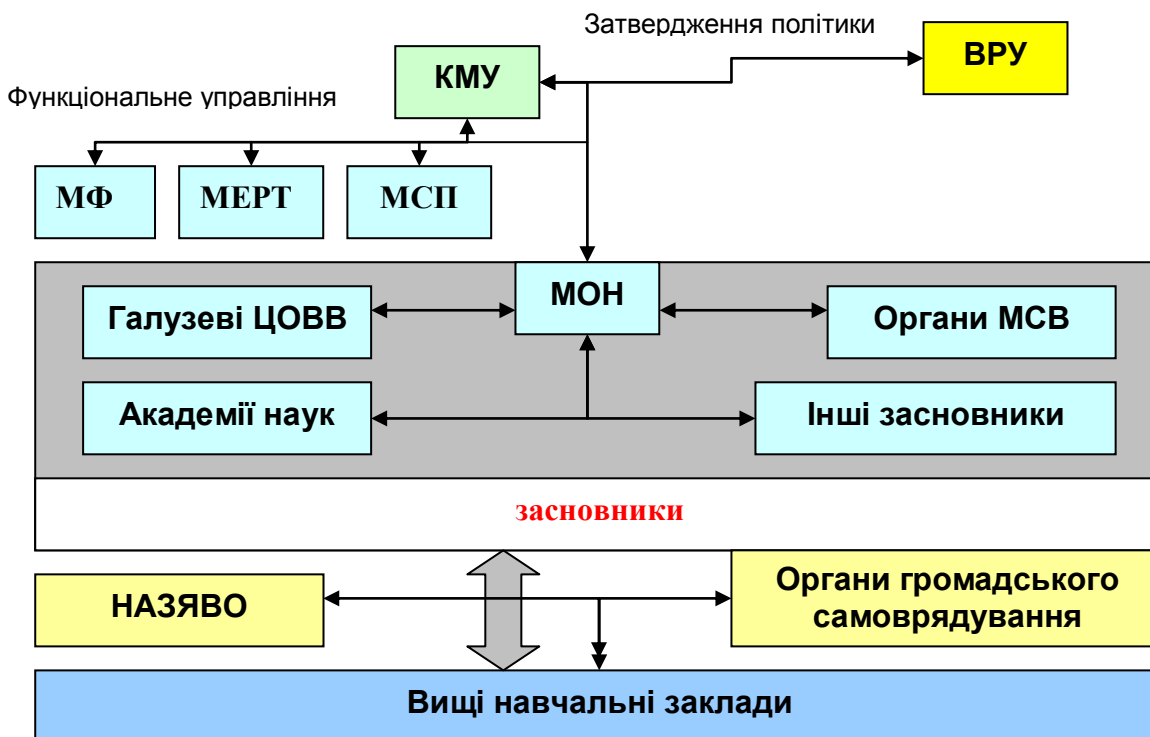 Затвердження політики
ВРУ
КМУ
Функціональне управління
МФ
МЕРТ
МСП
МОН
Галузеві ЦОВВ
Органи МСВ
Академії наук
Інші засновники
засновники
НАЗЯВО
Органи громадського
самоврядування
Вищі навчальні заклади